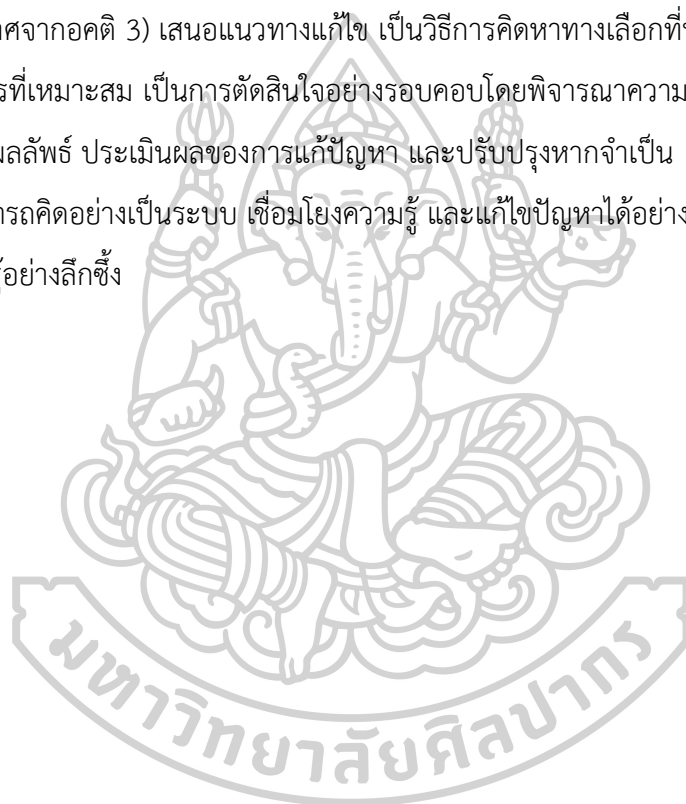 ศจากอคติ 3) เสนอแนวทางแก้ไข เป็นวิธีการคิดหาทางเลือกที่
รที่เหมาะสม เป็นการตัดสินใจอย่างรอบคอบโดยพิจารณาความ
ผลลัพธ์ ประเมินผลของการแก้ปัญหา และปรับปรุงหากจำเป็น
ารถคิดอย่างเป็นระบบ เชื่อมโยงความรู้ และแก้ไขปัญหาได้อย่าง
อย่างลึกซึ้ง
มหาวิทยาลัยศิลปากร